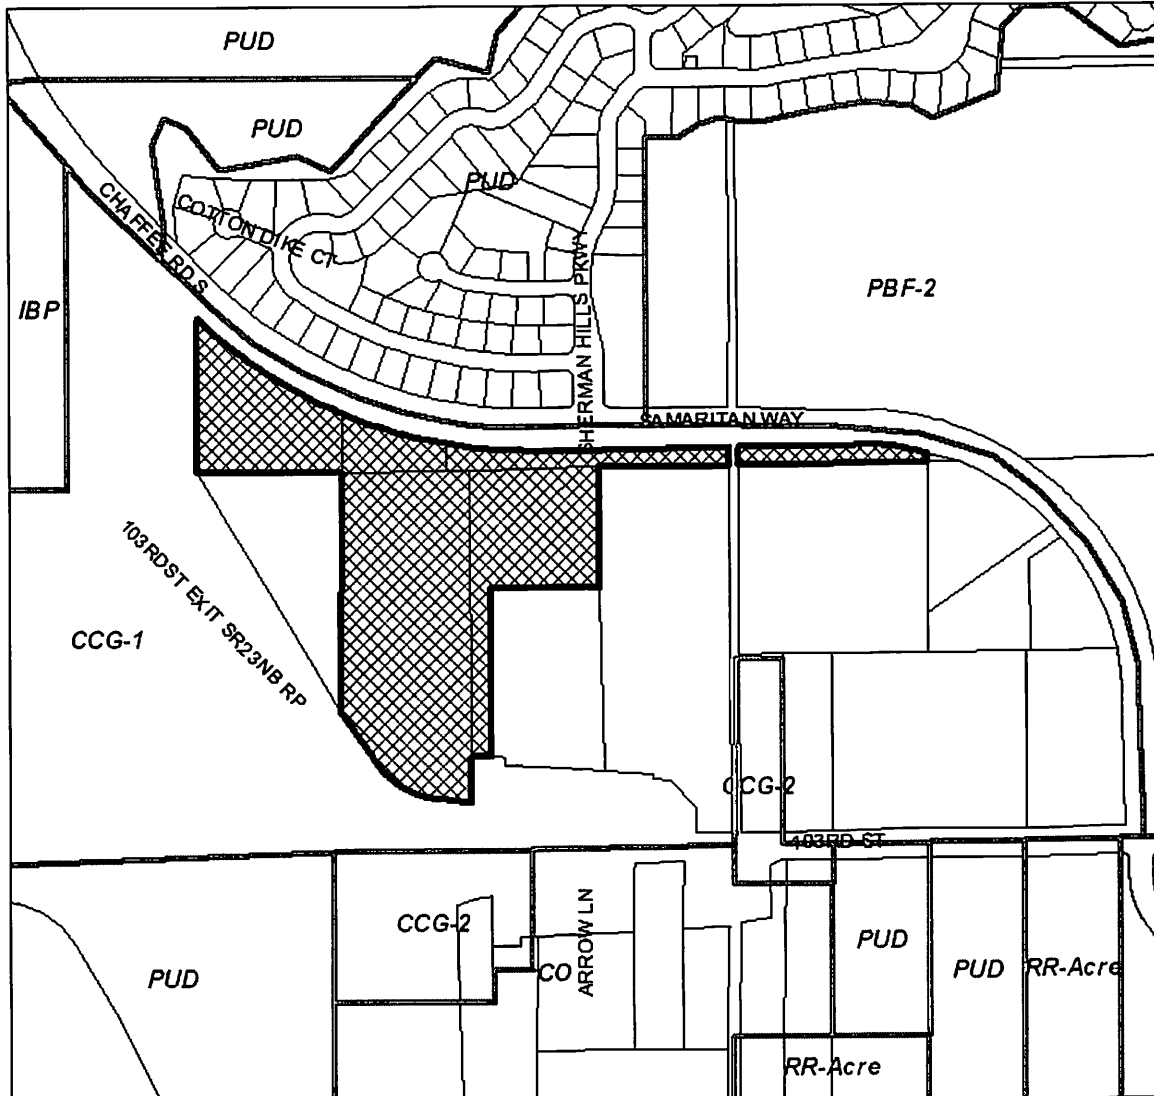 PUD
PUD
PUD
CHAFFEE RD S
COTTON DIKE CT
SHERMAN HILLS PKWY
IBP
PBF-2
SAMARITAN WAY
103RD ST EXIT SR23NB RP
CCG-1
CCG-2
103RD ST
CCG-2
ARROW LN
PUD
CO
PUD
PUD
RR-Acre
RR-Acre